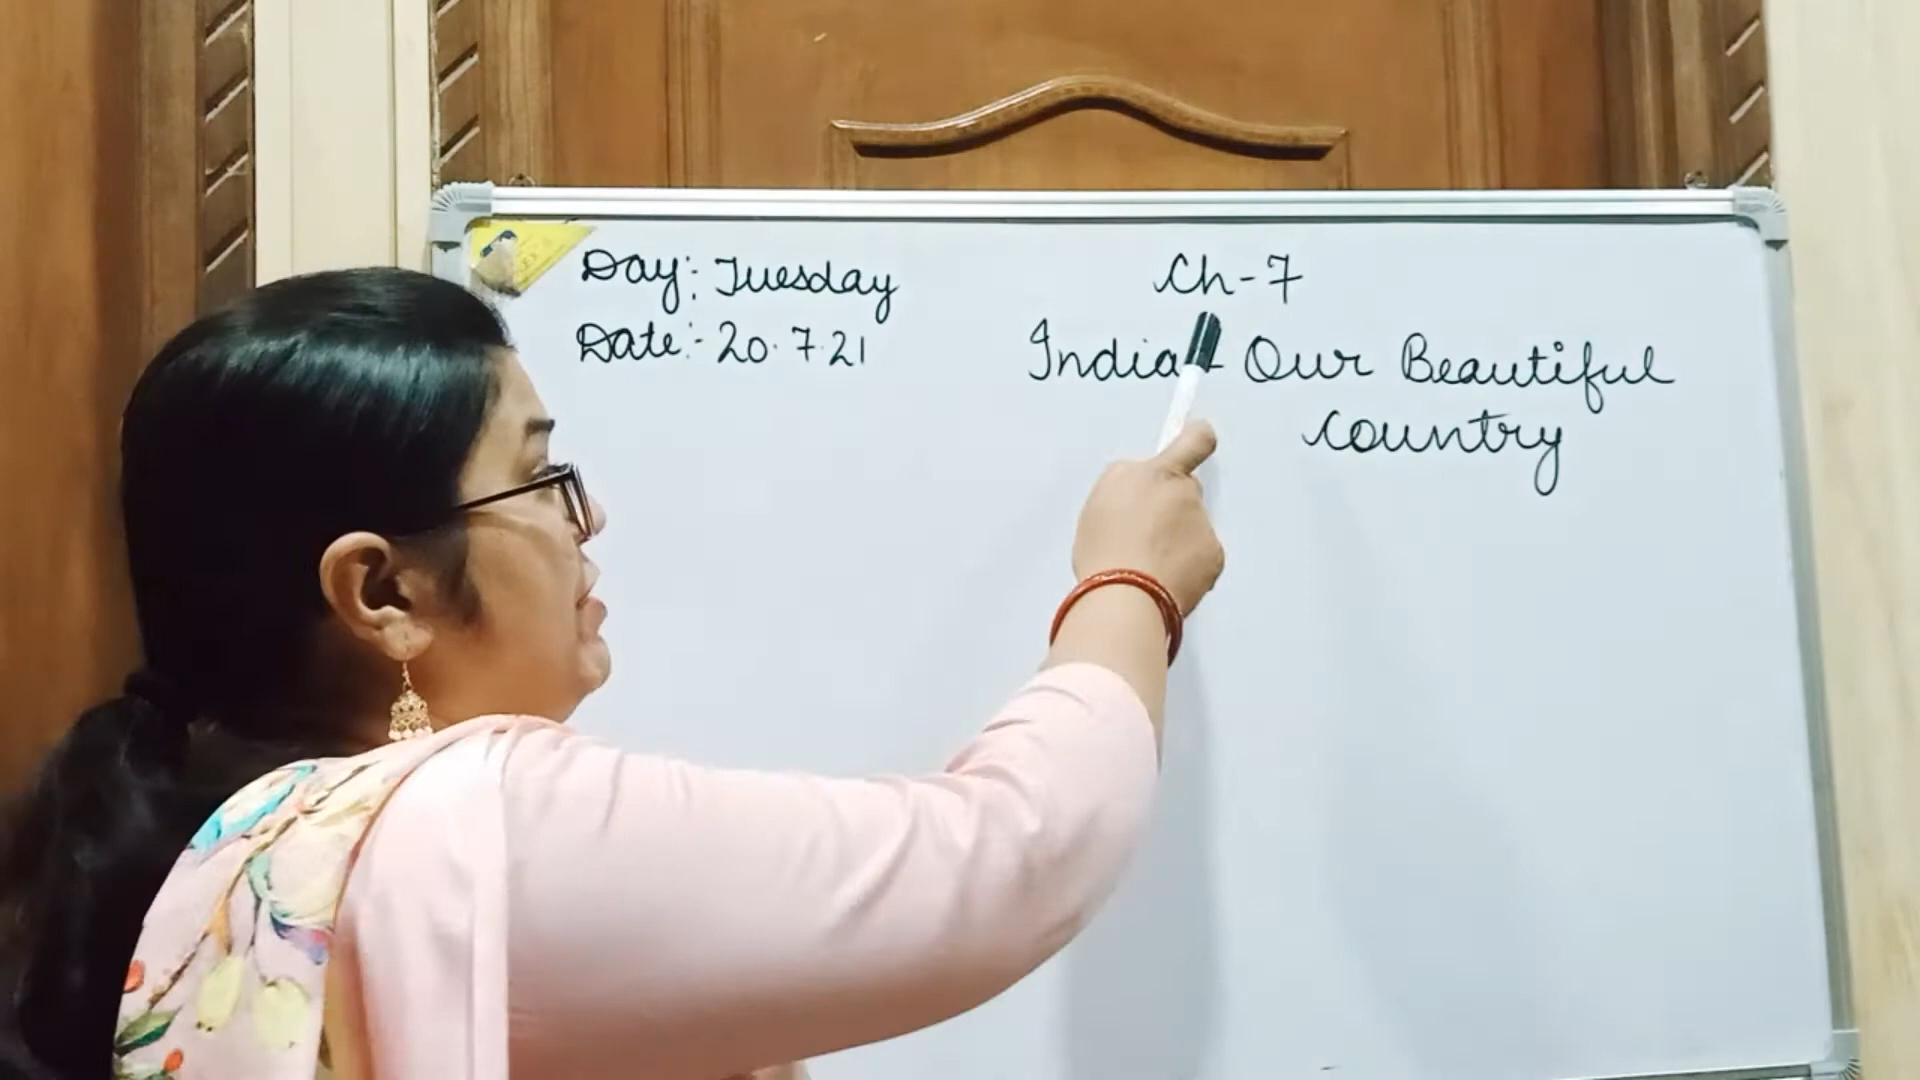 Day:- Tuesday
Date:- 20.7.21
Ch-7
India - Our Beautiful
Country